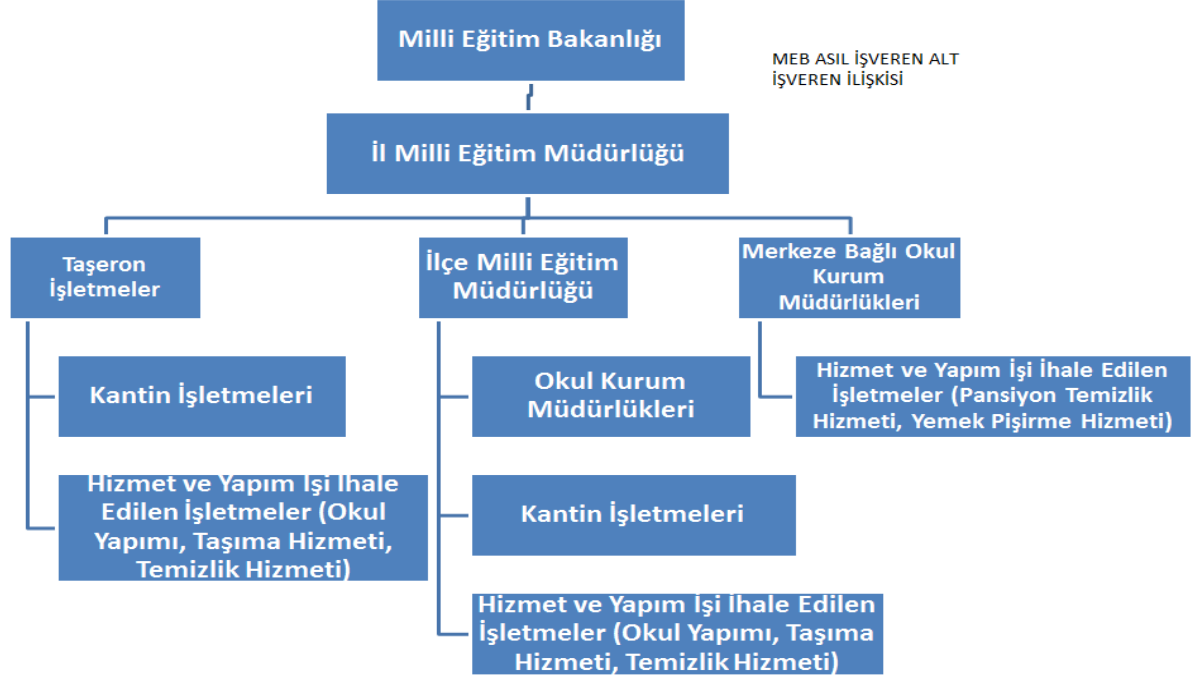 Milli Eğitim Bakanlığı
MEB ASIL İŞVEREN ALT
İŞVEREN İLİŞKİSİ
İl Milli Eğitim Müdürlüğü
Taşeron
İşletmeler
İlçe Milli Eğitim
Müdürlüğü
Merkeze Bağlı Okul
Kurum
Müdürlükleri
Kantin İşletmeleri
Hizmet ve Yapım İşi İhale
Edilen İşletmeler (Okul
Yapımı, Taşıma Hizmeti,
Temizlik Hizmeti)
Okul Kurum
Müdürlükleri
Kantin İşletmeleri
Hizmet ve Yapım İşi İhale Edilen
İşletmeler (Okul Yapımı, Taşıma
Hizmeti, Temizlik Hizmeti)
Hizmet ve Yapım İşi İhale Edilen
İşletmeler (Pansiyon Temizlik
Hizmeti, Yemek Pişirme Hizmeti)